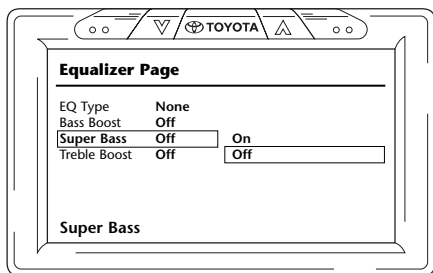 TOYOTA
Equalizer Page
EQ Type None
Bass Boost Off
Super Bass Off On
Treble Boost Off Off
Super Bass